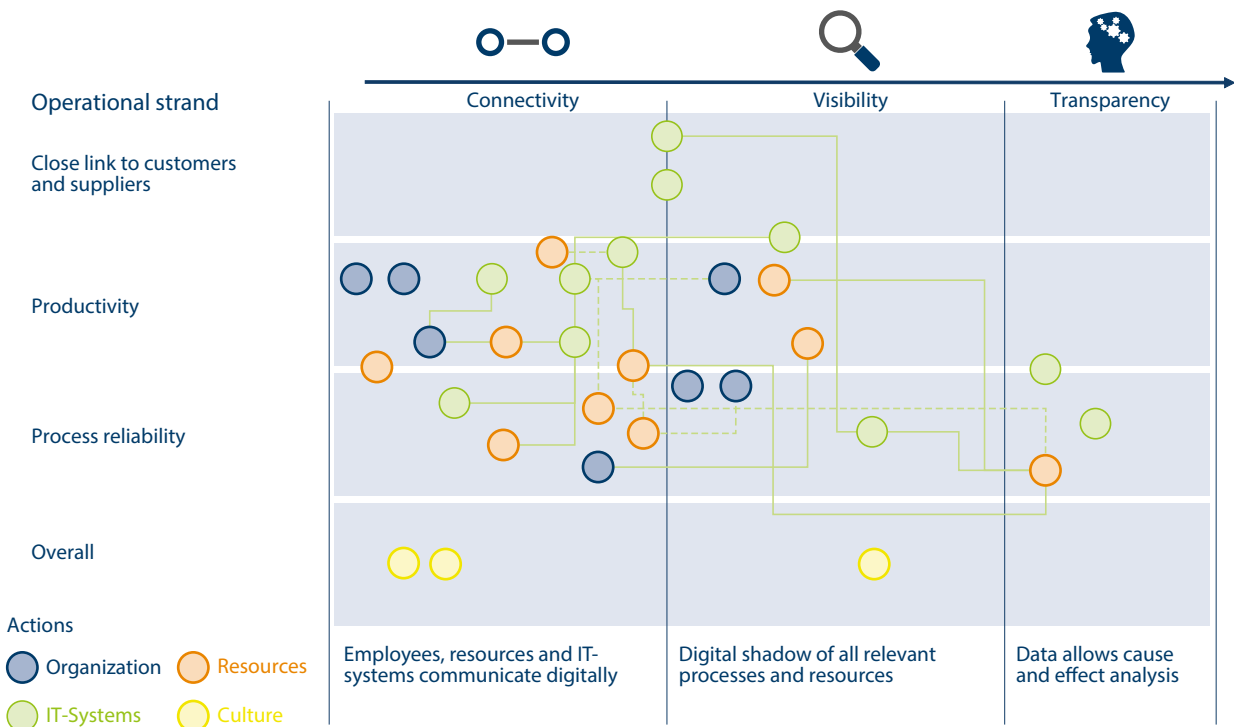 Operational strand
Connectivity
Visibility
Transparency
Close link to customers
and suppliers
Productivity
Process reliability
Overall
Actions
Organization
Resources
IT-Systems
Culture
Employees, resources and IT-
systems communicate digitally
Digital shadow of all relevant
processes and resources
Data allows cause
and effect analysis